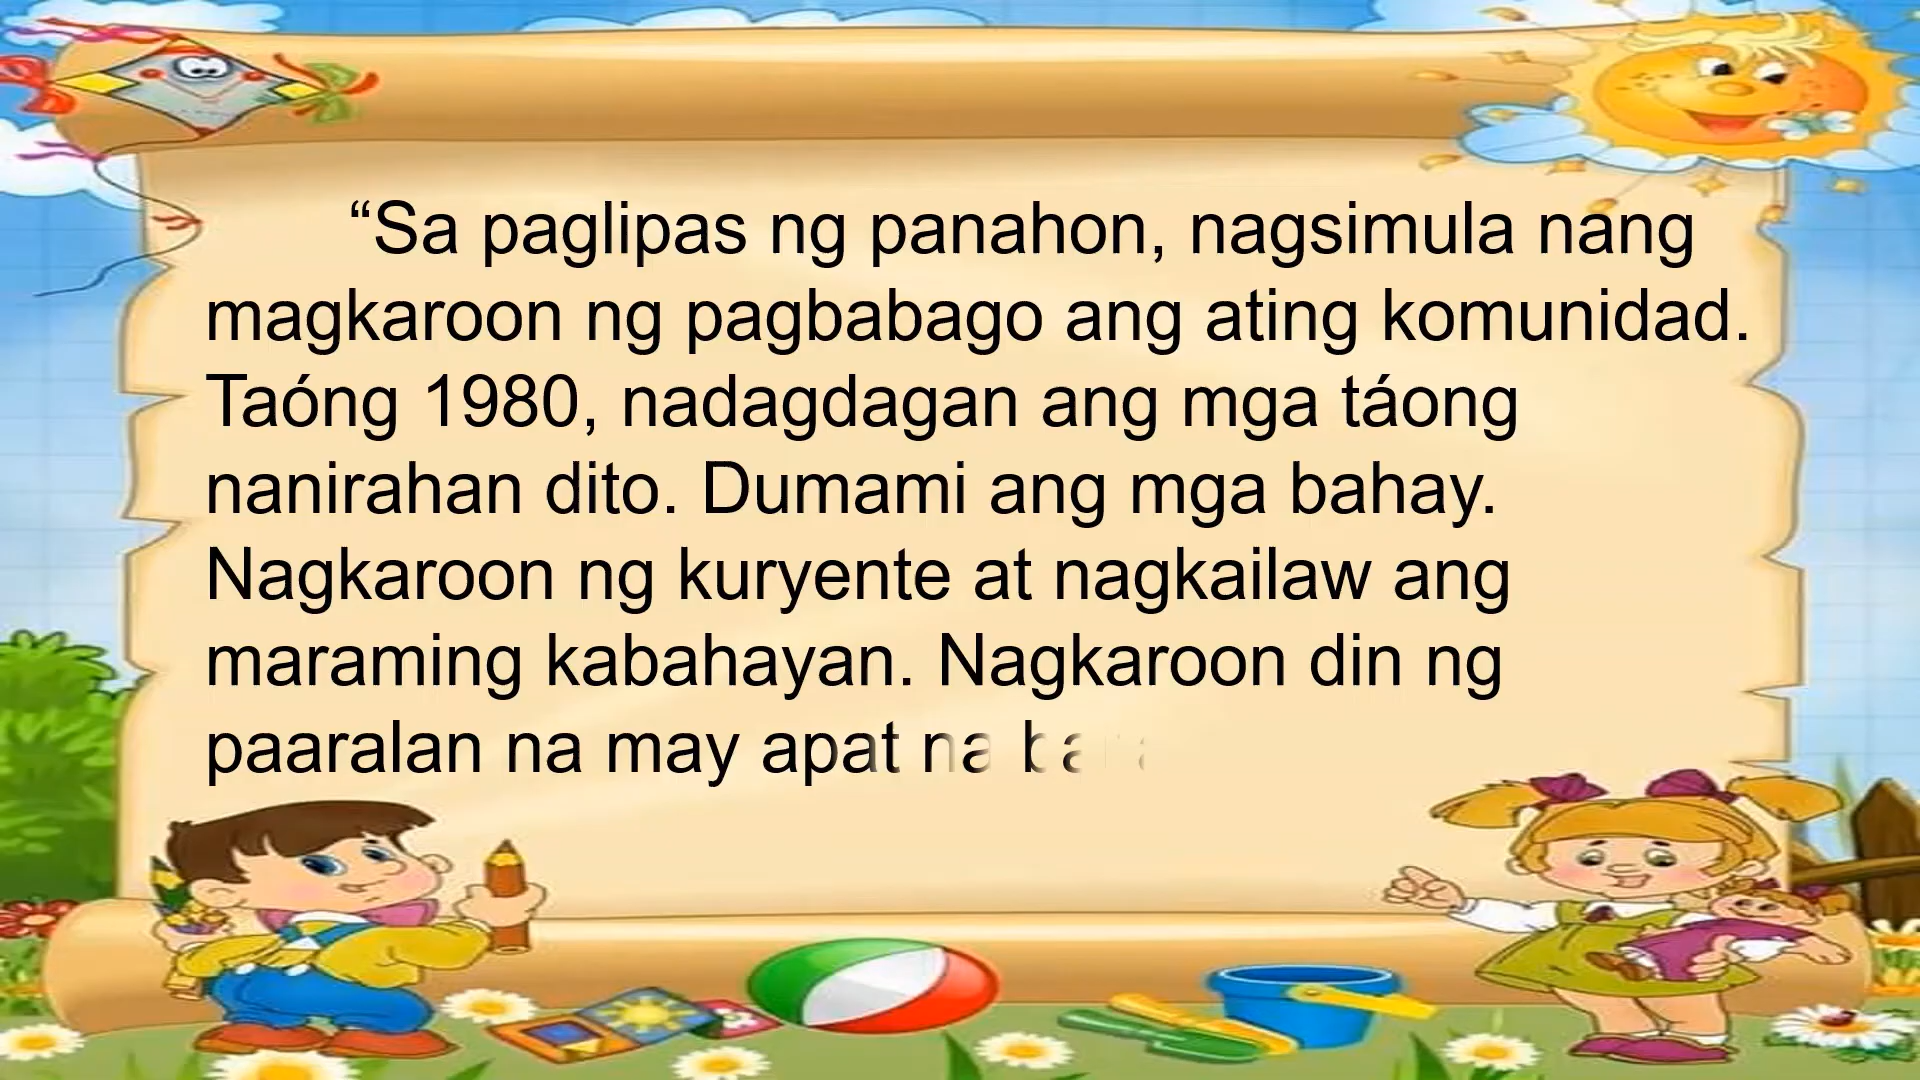 “Sa paglipas ng panahon, nagsimula nang
magkaroon ng pagbabago ang ating komunidad.
Taóng 1980, nadagdagan ang mga táong
nanirahan dito. Dumami ang mga bahay.
Nagkaroon ng kuryente at nagkailaw ang
maraming kabahayan. Nagkaroon din ng
paaralan na may apat na